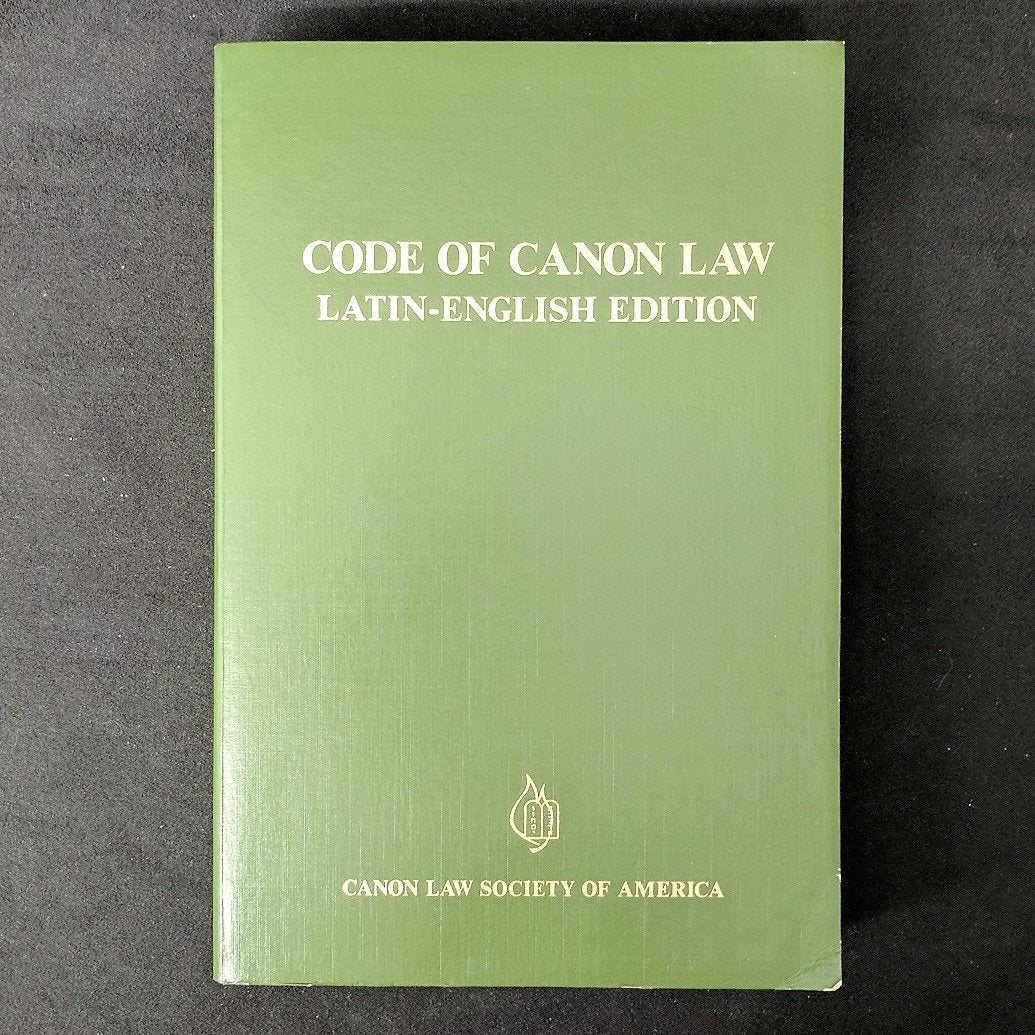 CODE OF CANON LAW
LATIN-ENGLISH EDITION
CANON LAW SOCIETY OF AMERICA